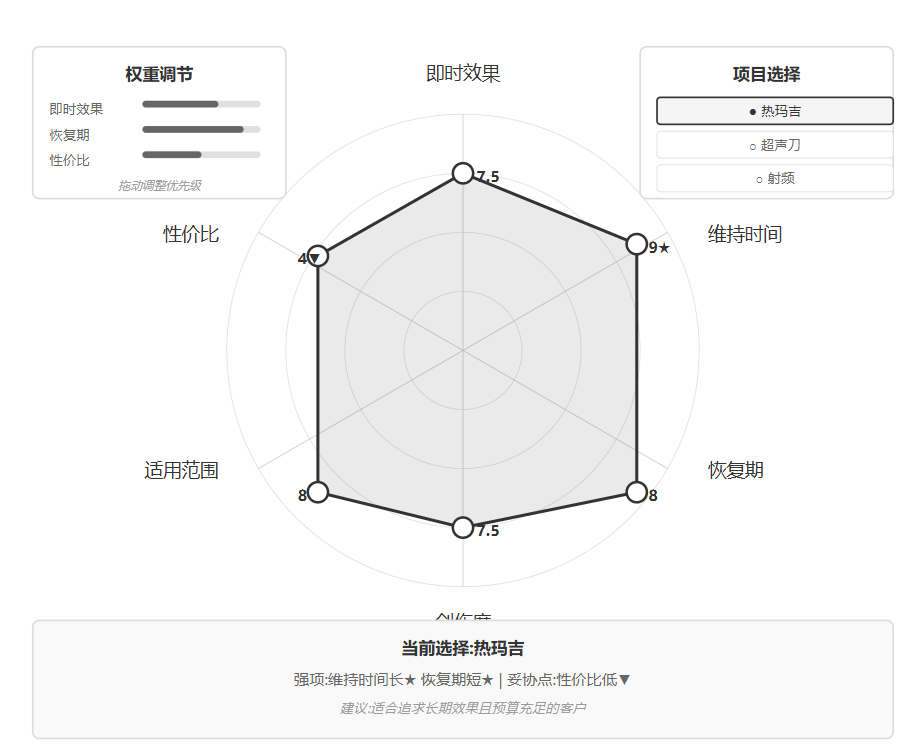 权重调节
即时效果
恢复期
性价比
拖动调整优先级
即时效果
项目选择
● 热玛吉
○ 超声刀
○ 射频
7.5
性价比
维持时间
4▼
9★
适用范围
恢复期
8
8
7.5
当前选择:热玛吉
强项:维持时间长★ 恢复期短★ | 妥协点:性价比低▼
建议:适合追求长期效果且预算充足的客户